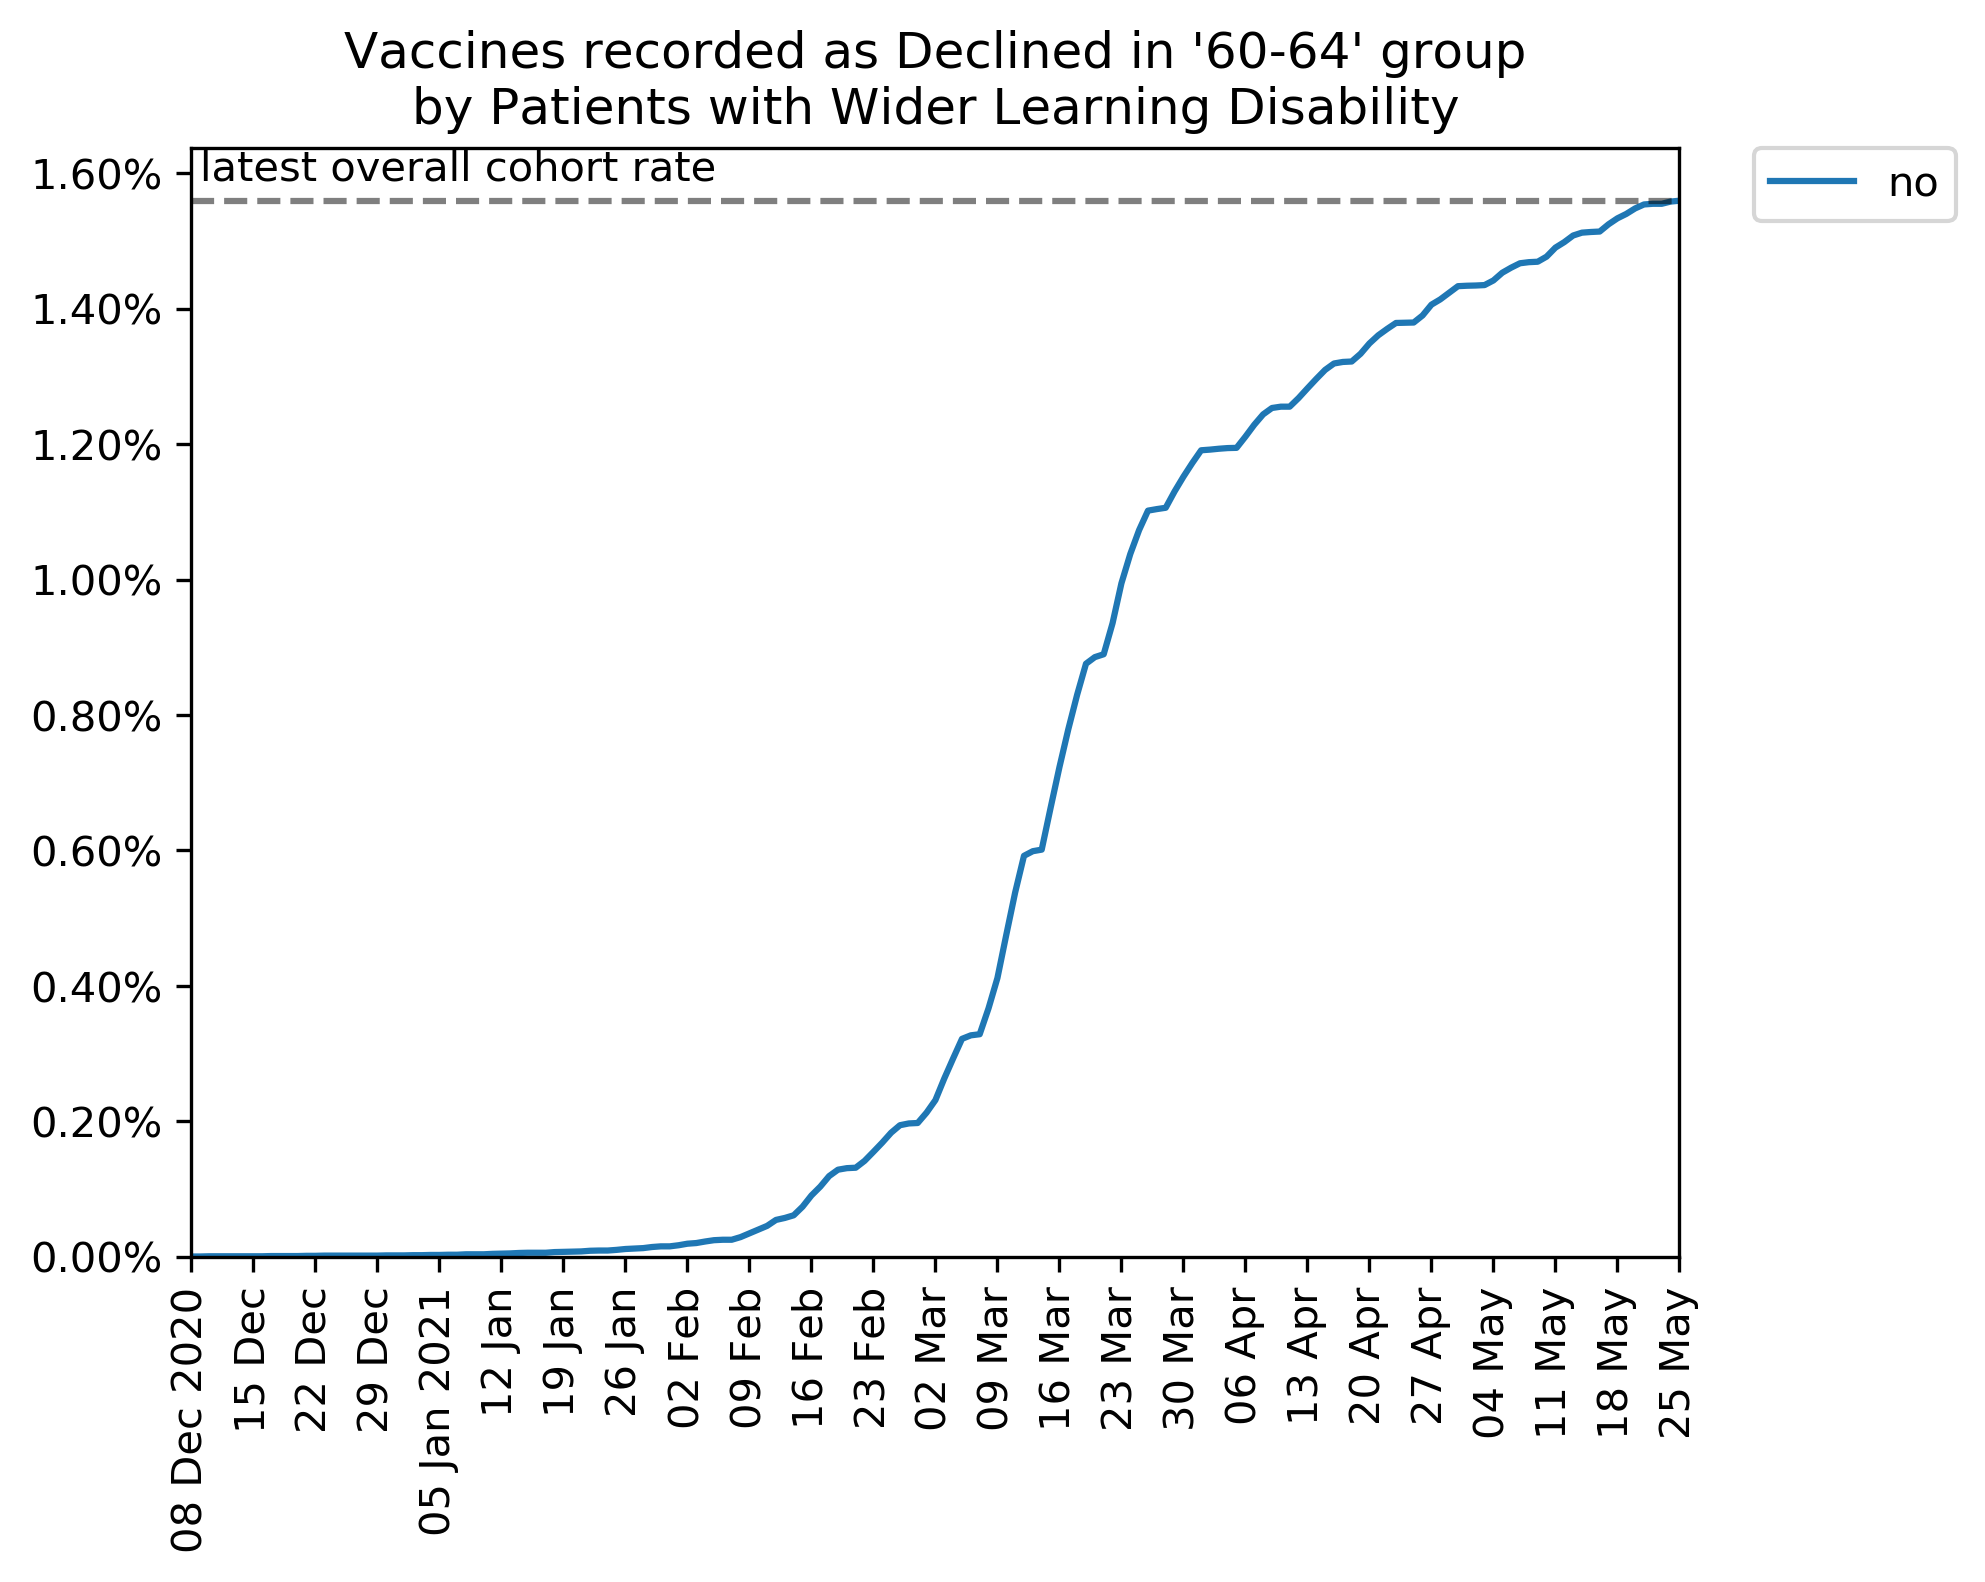 Vaccines recorded as Declined in '60-64' group
by Patients with Wider Learning Disability
latest overall cohort rate
no
1.60%
1.40%
1.20%
1.00%
0.80%
0.60%
0.40%
0.20%
0.00%
08 Dec 2020
15 Dec
22 Dec
29 Dec
05 Jan 2021
12 Jan
19 Jan
26 Jan
02 Feb
09 Feb
16 Feb
23 Feb
02 Mar
09 Mar
16 Mar
23 Mar
30 Mar
06 Apr
13 Apr
20 Apr
27 Apr
04 May
11 May
18 May
25 May